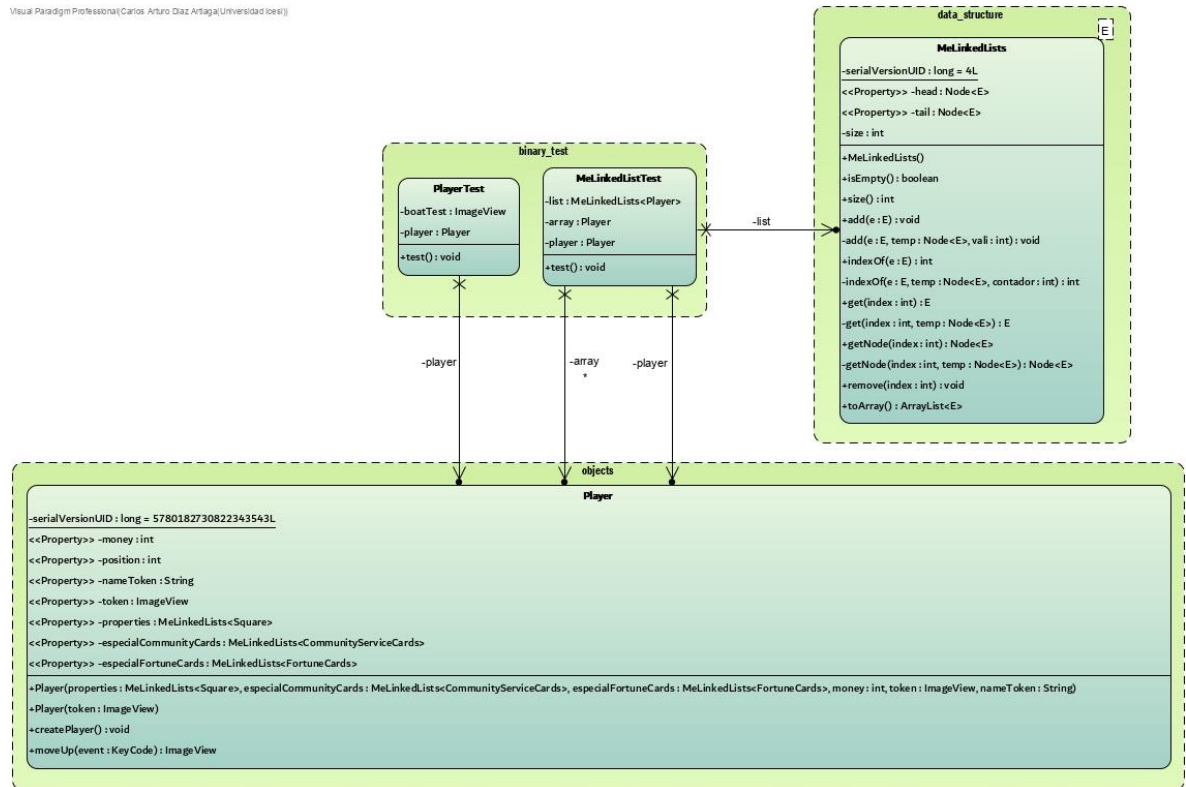 Visual Paradigm Professional(Carlos Arturo Diaz Artiaga(Universidad Icesi))
data_structure
E
MeLinkedLists
-serialVersionUID : long = 4L
<<Property>> -head : Node<E>
<<Property>> -tail : Node<E>
-size : int
+MeLinkedLists()
+isEmpty() : boolean
+size() : int
+add(e : E) : void
-add(e : E, temp : Node<E>, vali : int) : void
+indexOf(e : E) : int
-indexOf(e : E, temp : Node<E>, contador : int) : int
+get(index : int) : E
-get(index : int, temp : Node<E>) : E
+getNode(index : int) : Node<E>
-getNode(index : int, temp : Node<E>) : Node<E>
+remove(index : int) : void
+toArray() : ArrayList<E>
binary_test
PlayerTest
-boatTest : ImageView
-player : Player
+test() : void
MeLinkedListTest
-list : MeLinkedLists<Player>
-array : Player
-player : Player
+test() : void
-list
-player
-array
*
-player
objects
Player
-serialVersionUID : long = 5780182730822343543L
<<Property>> -money : int
<<Property>> -position : int
<<Property>> -nameToken : String
<<Property>> -token : ImageView
<<Property>> -properties : MeLinkedLists<Square>
<<Property>> -especialCommunityCards : MeLinkedLists<CommunityServiceCards>
<<Property>> -especialFortuneCards : MeLinkedLists<FortuneCards>
+Player(properties : MeLinkedLists<Square>, especialCommunityCards : MeLinkedLists<CommunityServiceCards>, especialFortuneCards : MeLinkedLists<FortuneCards>, money : int, token : ImageView, nameToken : String)
+Player(token : ImageView)
+createPlayer() : void
+moveUp(event : KeyCode) : ImageView